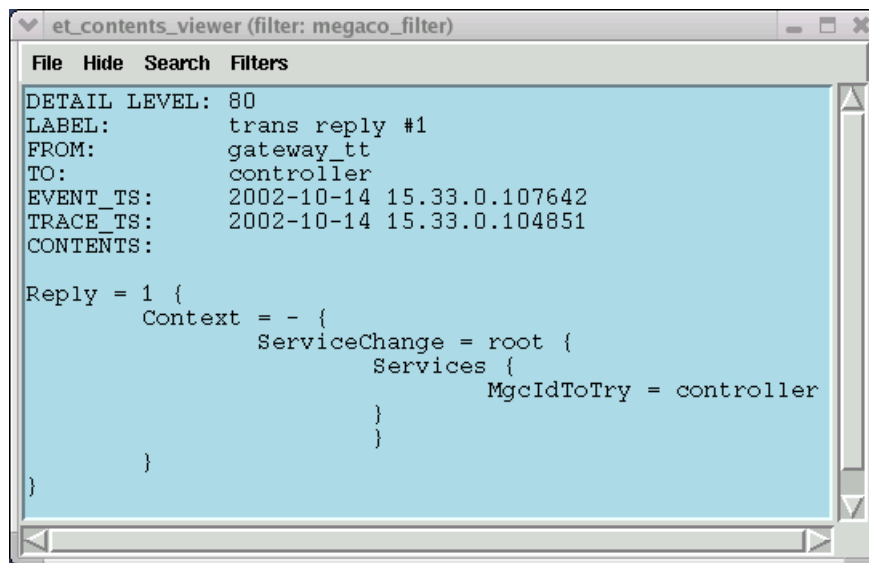 et_contents_viewer (filter: megaco_filter)
File Hide Search Filters
DETAIL LEVEL: 80
LABEL: trans reply #1
FROM: gateway_tt
TO: controller
EVENT_TS: 2002-10-14 15.33.0.107642
TRACE_TS: 2002-10-14 15.33.0.104851
CONTENTS:
Reply = 1 {
Context = - {
ServiceChange = root {
Services {
MgcIdToTry = controller
}
}
}
}